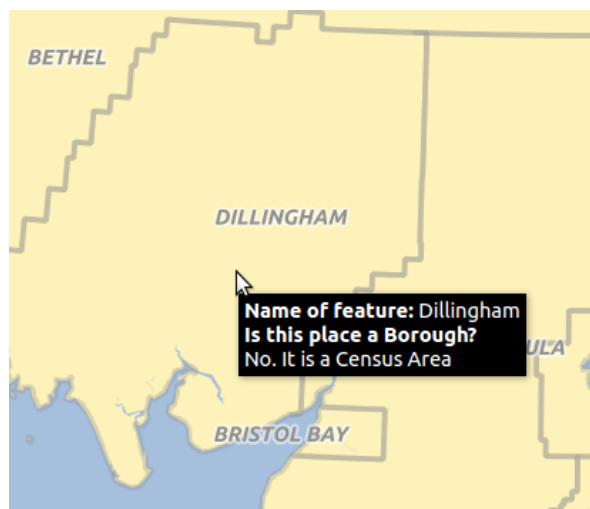 BETHEL
DILLINGHAM
Name of feature: Dillingham
Is this place a Borough?
No. It is a Census Area
ULA
BRISTOL BAY